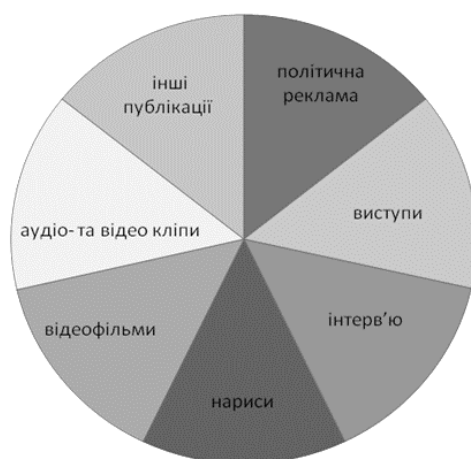 політична
реклама
виступи
інтерв’ю
нариси
відеофільми
аудіо- та відео кліпи
інші
публікації